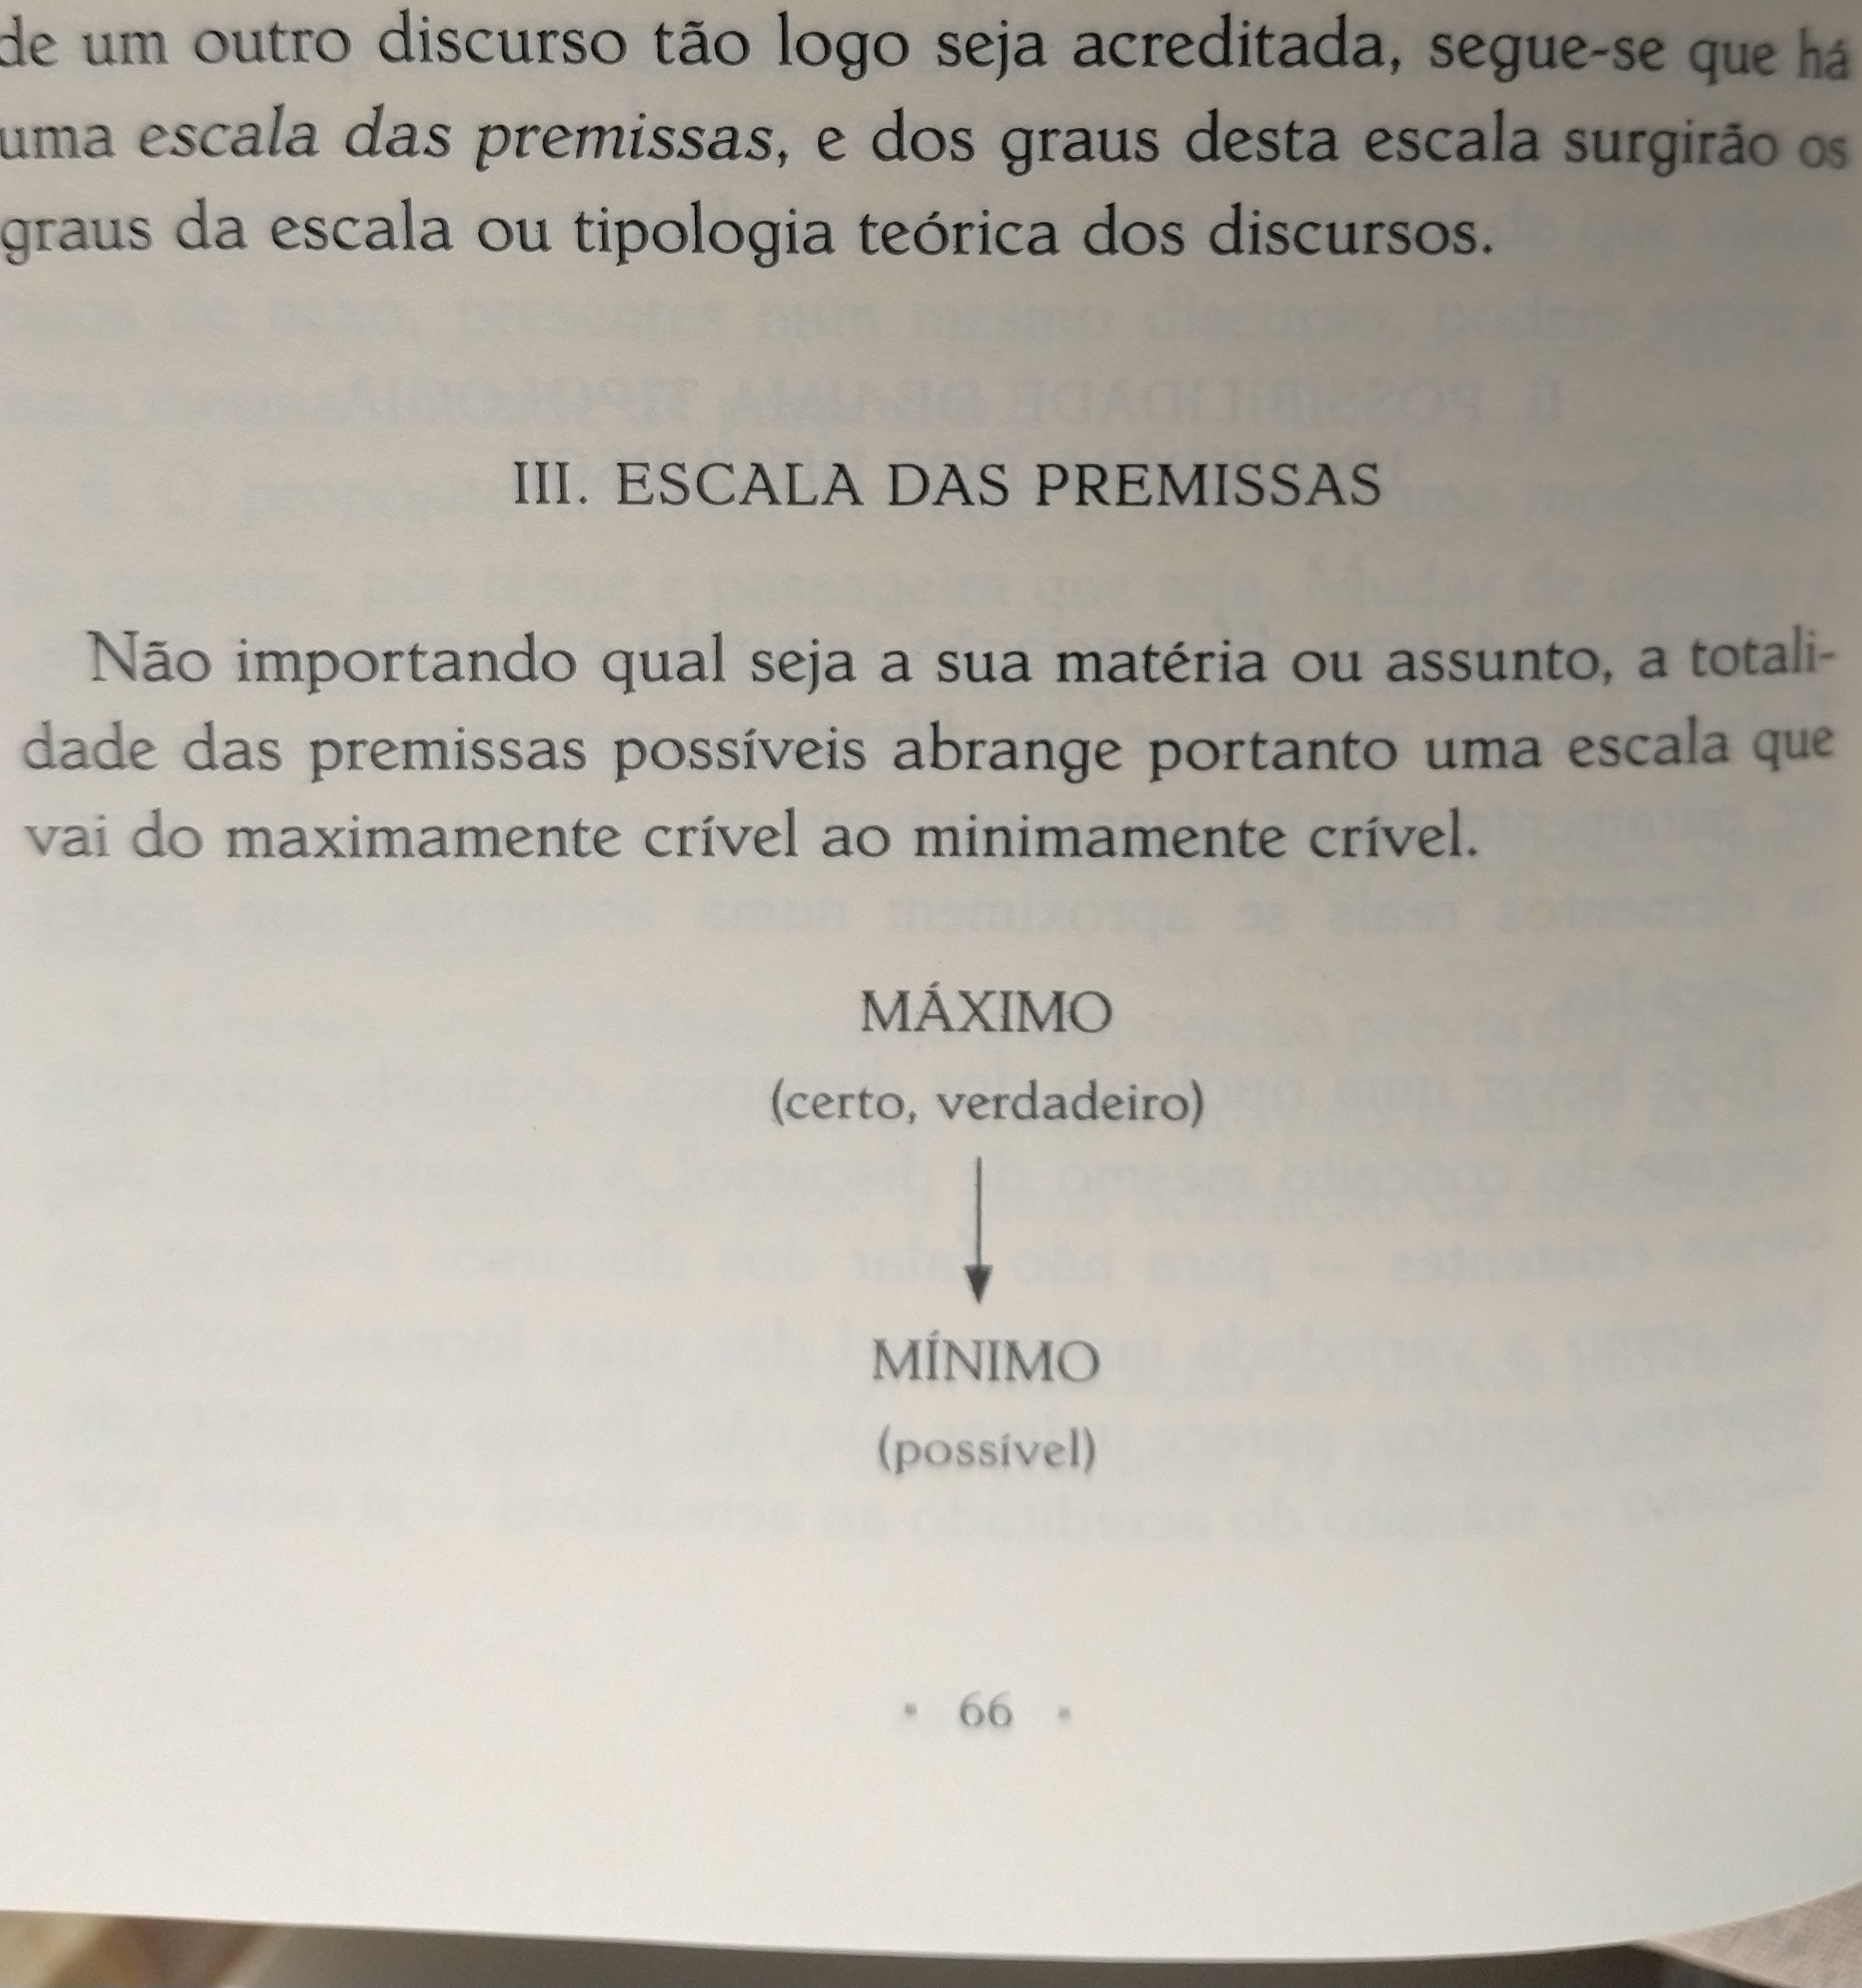 de um outro discurso tão logo seja acreditada, segue-se que há
uma escala das premissas, e dos graus desta escala surgirão os
graus da escala ou tipologia teórica dos discursos.
III. ESCALA DAS PREMISSAS
Não importando qual seja a sua matéria ou assunto, a totali-
dade das premissas possíveis abrange portanto uma escala que
vai do maximamente crível ao minimamente crível.
MÁXIMO
(certo, verdadeiro)
MÍNIMO
(possível)
• 66 •